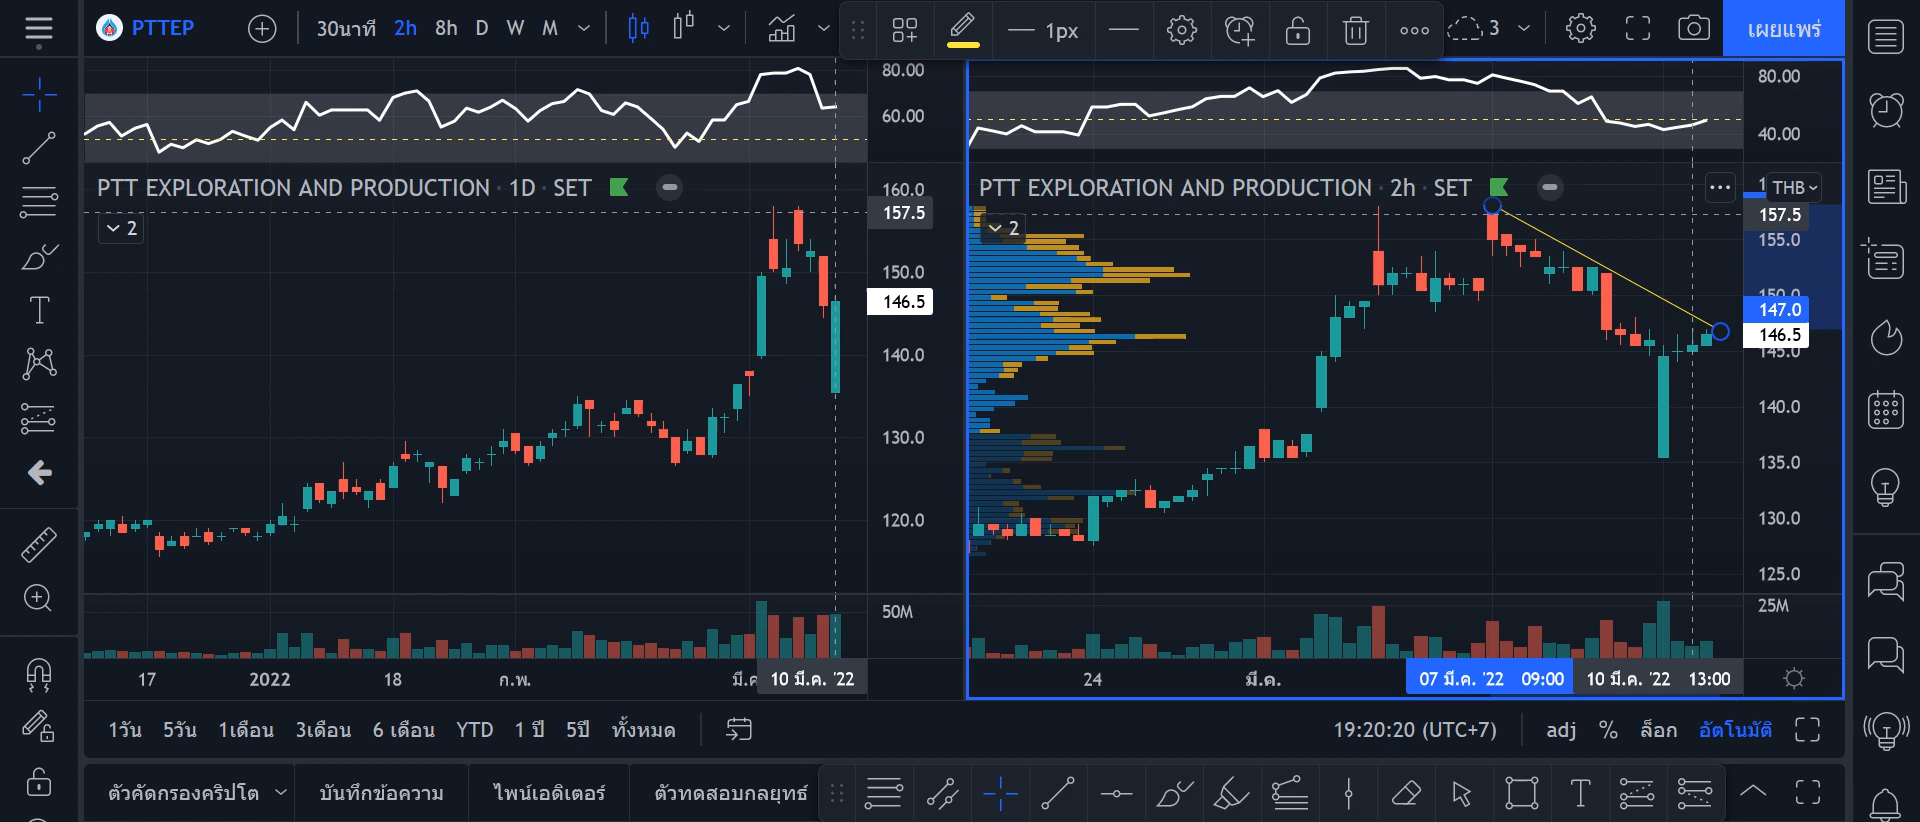 PTTEP
30นาที 2h 8h D W M
1px
3
เผยแพร่
80.00
60.00
PTT EXPLORATION AND PRODUCTION · 1D · SET
2
160.0
157.5
150.0
146.5
140.0
130.0
120.0
50M
17 2022 18 ก.พ. มี.ค 10 มี.ค. '22
80.00
40.00
PTT EXPLORATION AND PRODUCTION · 2h · SET
THB
2
157.5
155.0
150.0
147.0
146.5
145.0
140.0
135.0
130.0
125.0
25M
24 มี.ค. 07 มี.ค. '22 09:00 10 มี.ค. '22 13:00
1วัน 5วัน 1เดือน 3เดือน 6 เดือน YTD 1 ปี 5ปี ทั้งหมด
19:20:20 (UTC+7) adj % ล็อก อัตโนมัติ
ตัวคัดกรองคริปโต บันทึกข้อความ ไพน์เอดิเตอร์ ตัวทดสอบกลยุทธ์